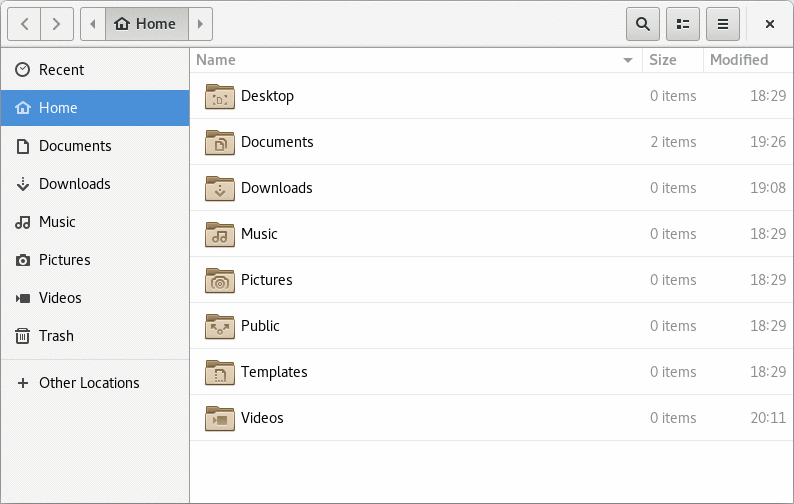 Home
Name Size Modified
Recent
Home
Documents
Downloads
Music
Pictures
Videos
Trash
Other Locations
Desktop 0 items 18:29
Documents 2 items 19:26
Downloads 0 items 19:08
Music 0 items 18:29
Pictures 0 items 18:29
Public 0 items 18:29
Templates 0 items 18:29
Videos 0 items 20:11